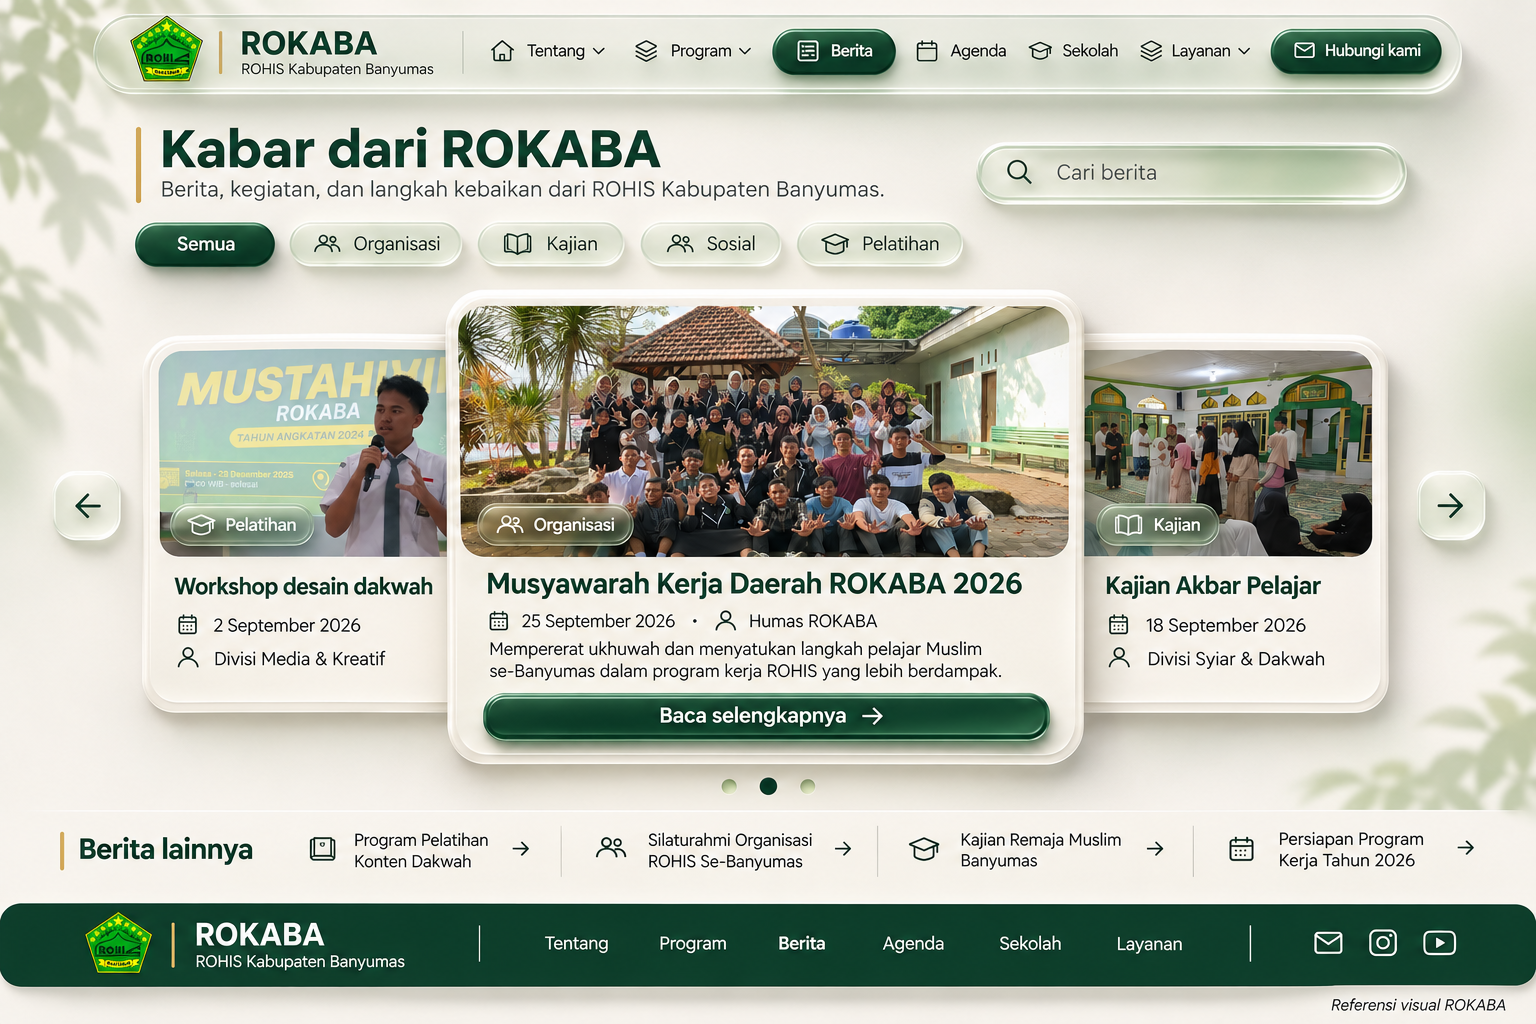 ROKABA
ROHIS Kabupaten Banyumas
Tentang
Program
Berita
Agenda
Sekolah
Layanan
Hubungi kami
Kabar dari ROKABA
Berita, kegiatan, dan langkah kebaikan dari ROHIS Kabupaten Banyumas.
Cari berita
Semua
Organisasi
Kajian
Sosial
Pelatihan
ROKABA
TAHUN ANGKATAN 2024
Pelatihan
Workshop desain dakwah
2 September 2026
Divisi Media & Kreatif
Organisasi
Musyawarah Kerja Daerah ROKABA 2026
25 September 2026 • Humas ROKABA
Mempererat ukhuwah dan menyatukan langkah pelajar Muslim
se-Banyumas dalam program kerja ROHIS yang lebih berdampak.
Baca selengkapnya
Kajian
Kajian Akbar Pelajar
18 September 2026
Divisi Syiar & Dakwah
Berita lainnya
Program Pelatihan
Konten Dakwah
Silaturahmi Organisasi
ROHIS Se-Banyumas
Kajian Remaja Muslim
Banyumas
Persiapan Program
Kerja Tahun 2026
ROKABA
ROHIS Kabupaten Banyumas
Tentang
Program
Berita
Agenda
Sekolah
Layanan
Referensi visual ROKABA